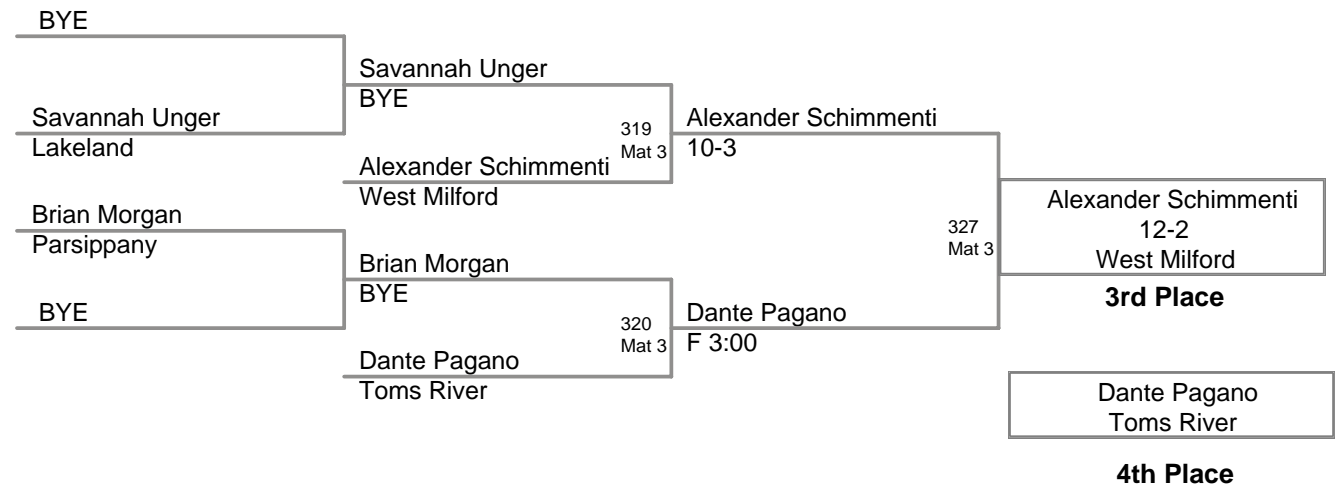 BYE
Savannah Unger
Lakeland
Brian Morgan
Parsippany
BYE
Savannah Unger
BYE
319
Mat 3
Alexander Schimmenti
West Milford
Brian Morgan
BYE
320
Mat 3
Dante Pagano
Toms River
Alexander Schimmenti
10-3
327
Mat 3
Dante Pagano
F 3:00
Alexander Schimmenti
12-2
West Milford
3rd Place
Dante Pagano
Toms River
4th Place